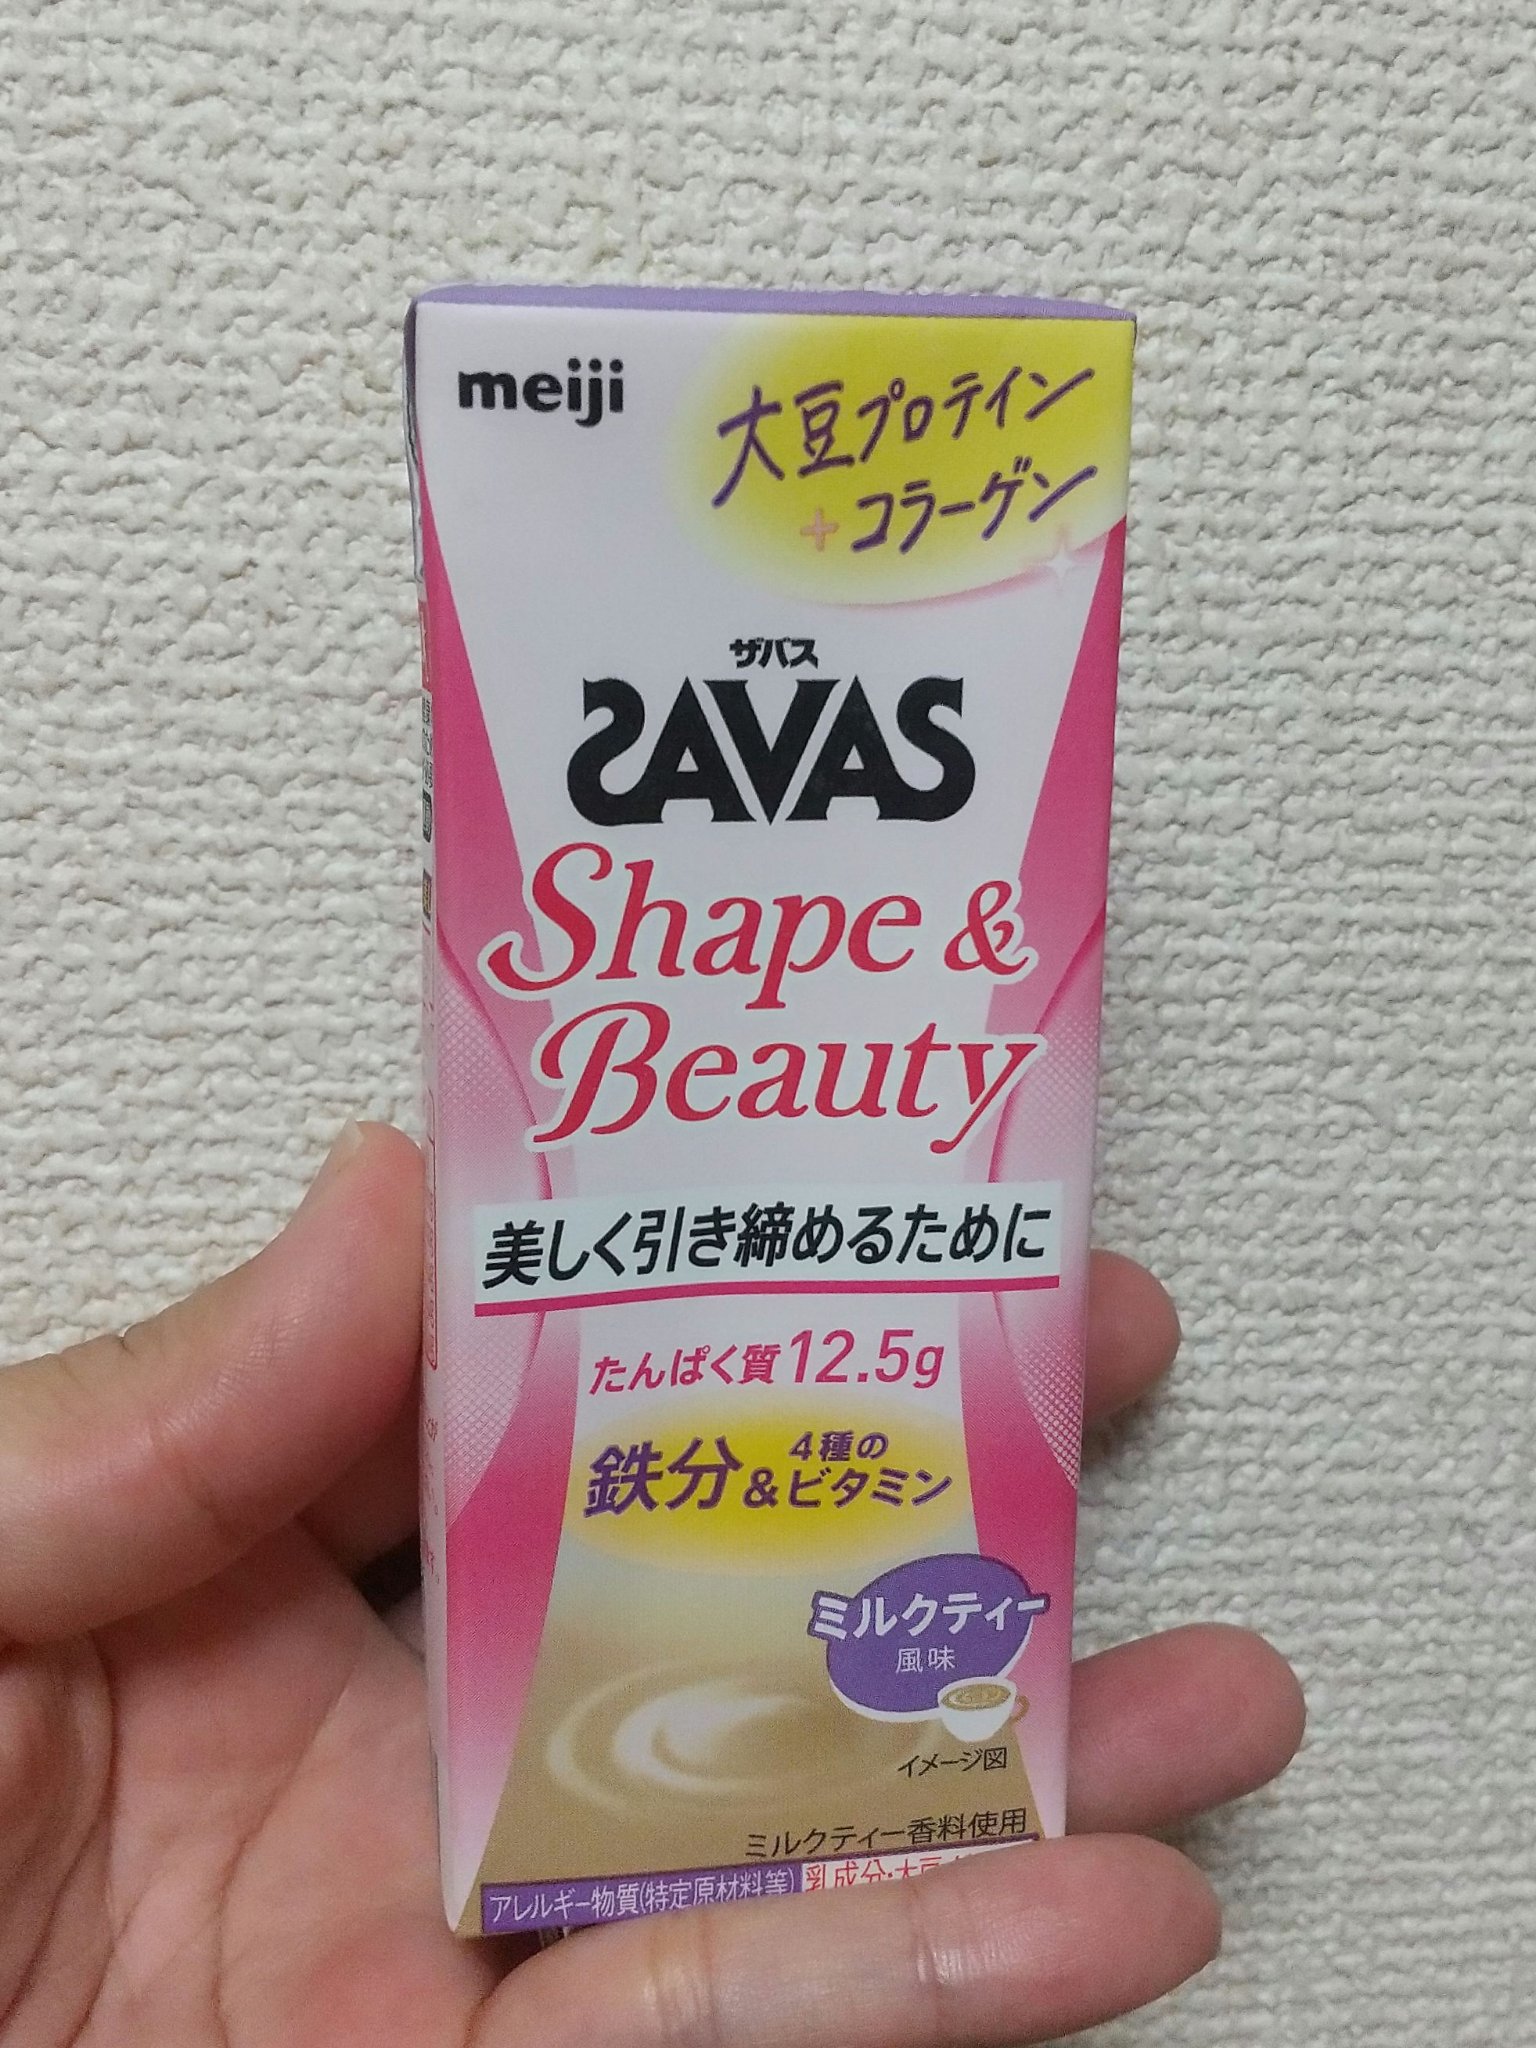 meiji
大豆プロテイン
+コラーゲン
ザバス
SAVAS
Shape &
Beauty
美しく引き締めるために
たんぱく質12.5g
鉄分&4種のビタミン
ミルクティー
風味
イメージ図
ミルクティー香料使用
アレルギー物質(特定原材料等) 乳成分・大豆